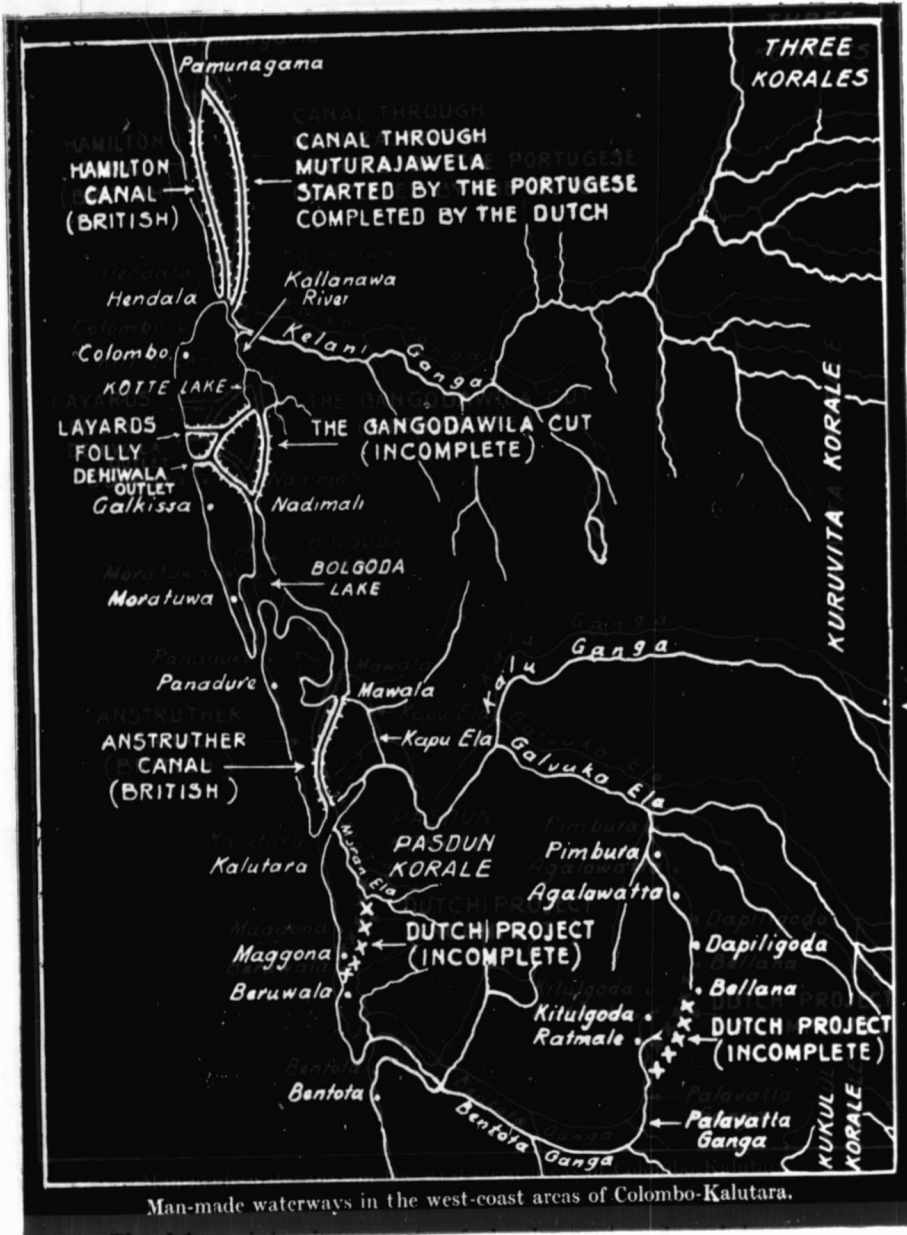 Pamunagama
THREE
KORALES
HAMILTON
CANAL
(BRITISH)
CANAL THROUGH
MUTURAJAWELA
STARTED BY THE PORTUGESE
COMPLETED BY THE DUTCH
Hendala
Kollanawa
River
Colombo
Kelani Ganga
KOTTE LAKE
LAYARDS
FOLLY
DEHIWALA
OUTLET
THE GANGODAWILA CUT
(INCOMPLETE)
Galkissa
Nadimali
KURUVITA KORALE
BOLGODA
LAKE
Moratuwa
Kalu Ganga
Panadure
Mawala
Kapu Ela
Galvuka Ela
ANSTRUTHER
CANAL
(BRITISH)
Kalutara
Moran Ela
PASDUN
KORALE
Pimbura
Agalawatta
DUTCH PROJECT
(INCOMPLETE)
Dapiligoda
Maggona
Beruwala
Bellana
Kitulgoda
Ratmale
DUTCH PROJECT
(INCOMPLETE)
Bentota
Bentota Ganga
Palavatta
Ganga
KUKUL
KORALE
Man-made waterways in the west-coast areas of Colombo-Kalutara.